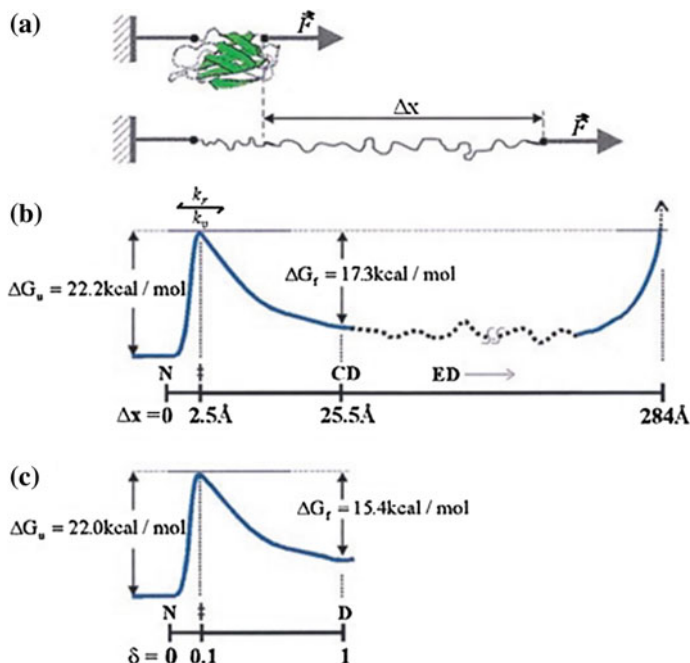 (a)
F
Δx
F
(b)
k_r
k_u
ΔG_u = 22.2kcal / mol
ΔG_f = 17.3kcal / mol
N ‡ CD ED
Δx = 0 2.5Å 25.5Å 284Å
(c)
ΔG_u = 22.0kcal / mol
ΔG_f = 15.4kcal / mol
N ‡ D
δ = 0 0.1 1